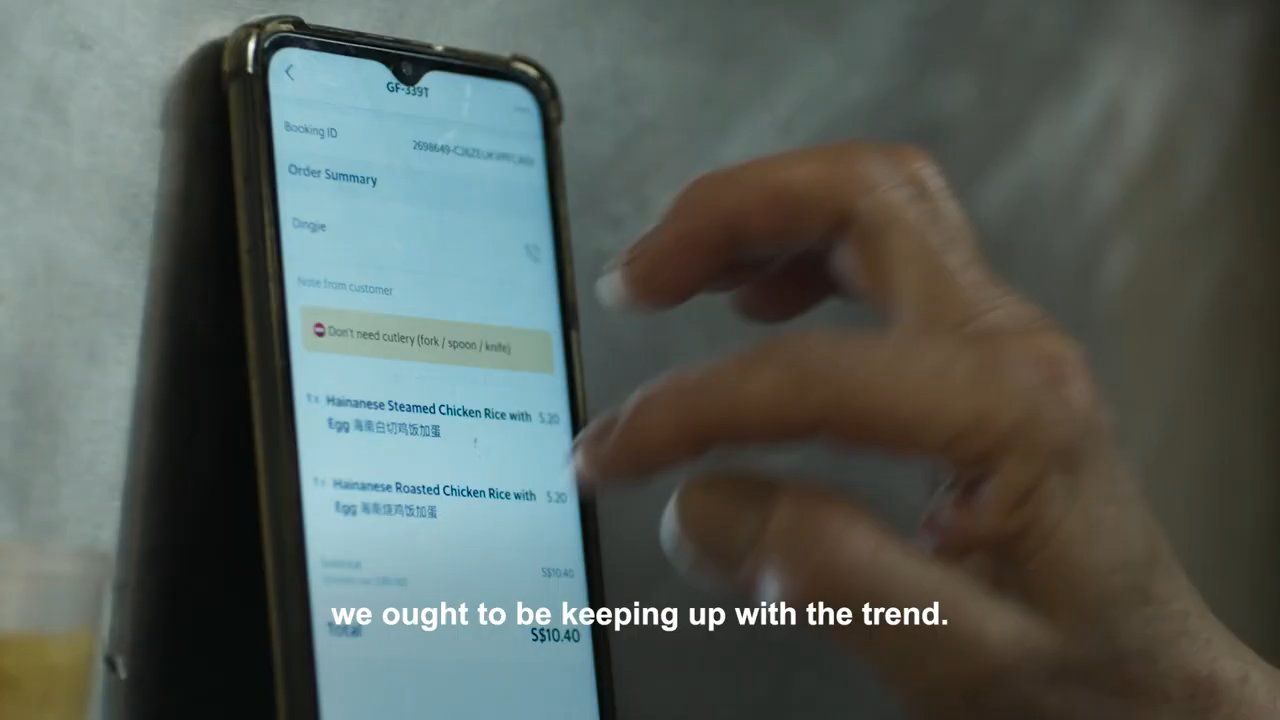 GF-339T
Booking ID
Order Summary
Dingjie
Note from customer
Don't need cutlery (fork / spoon / knife)
Hainanese Steamed Chicken Rice with 5.20
Egg 海南白切鸡饭加蛋
Hainanese Roasted Chicken Rice with 5.20
Egg 海南烧鸡饭加蛋
Subtotal
S$10.40
we ought to be keeping up with the trend.
Total S$10.40